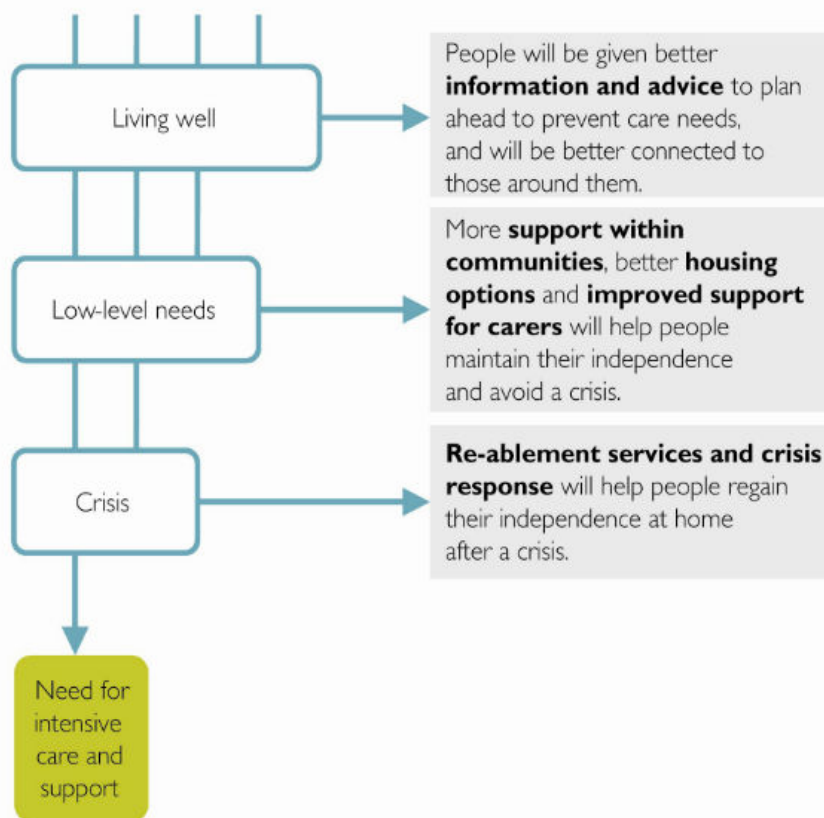 Living well
People will be given better
information and advice to plan
ahead to prevent care needs,
and will be better connected to
those around them.
Low-level needs
More support within
communities, better housing
options and improved support
for carers will help people
maintain their independence
and avoid a crisis.
Crisis
Re-ablement services and crisis
response will help people regain
their independence at home
after a crisis.
Need for
intensive
care and
support